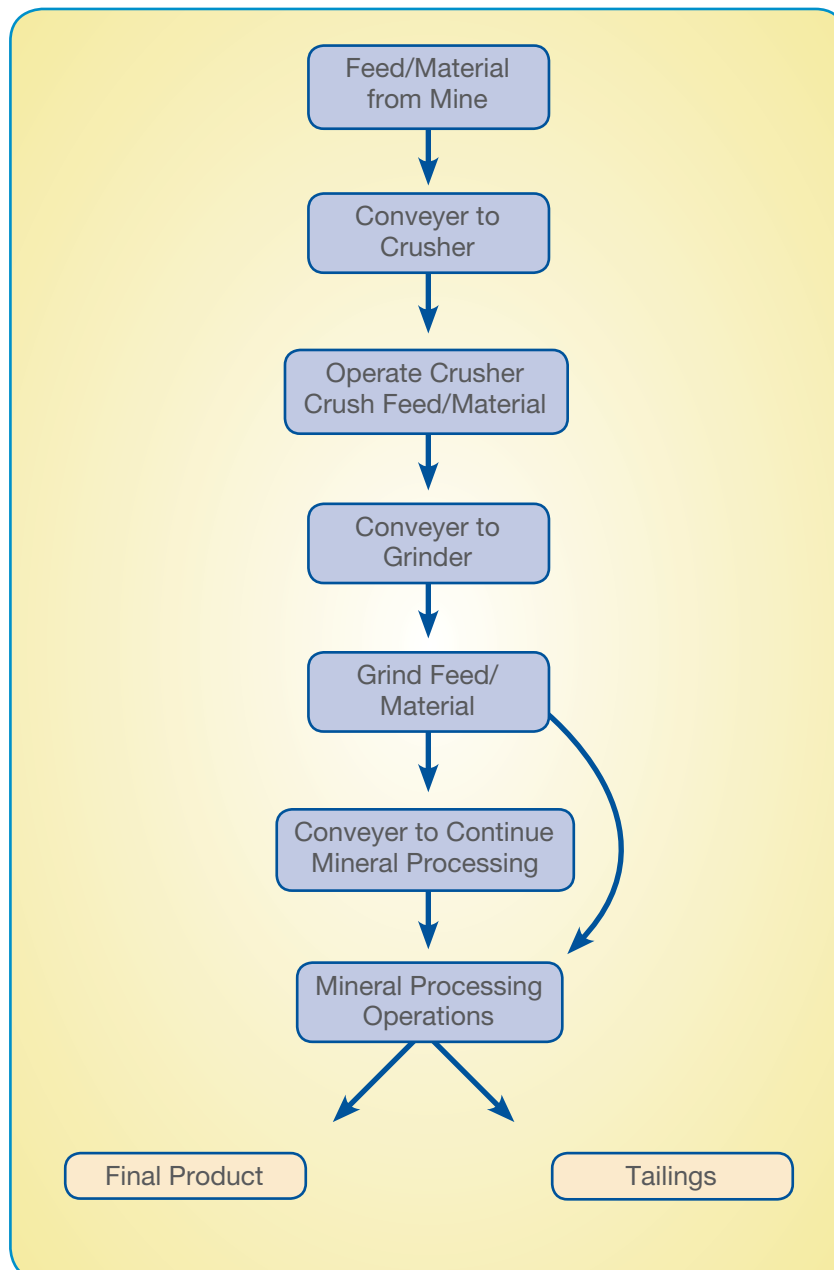 Feed/Material
from Mine
Conveyer to
Crusher
Operate Crusher
Crush Feed/Material
Conveyer to
Grinder
Grind Feed/
Material
Conveyer to Continue
Mineral Processing
Mineral Processing
Operations
Final Product
Tailings